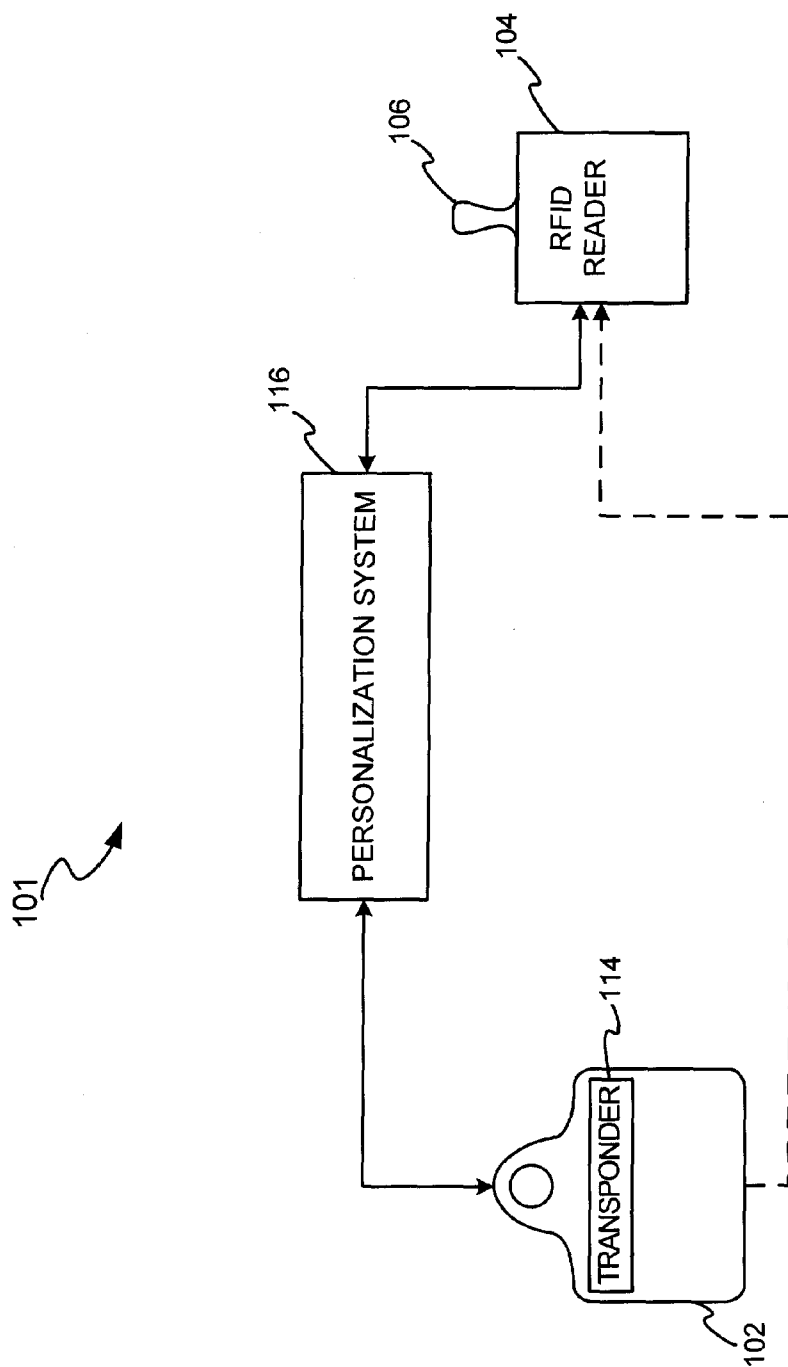 101
116
PERSONALIZATION SYSTEM
106
104
RFID
READER
TRANSPONDER
114
102